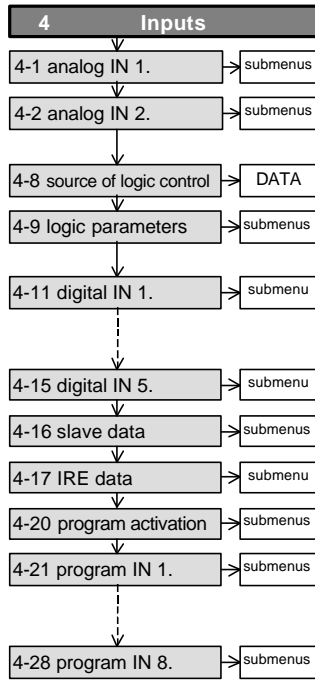 4 Inputs
4-1 analog IN 1. submenus
4-2 analog IN 2. submenus
4-8 source of logic control DATA
4-9 logic parameters submenus
4-11 digital IN 1. submenu
4-15 digital IN 5. submenu
4-16 slave data submenus
4-17 IRE data submenu
4-20 program activation submenus
4-21 program IN 1. submenus
4-28 program IN 8. submenus